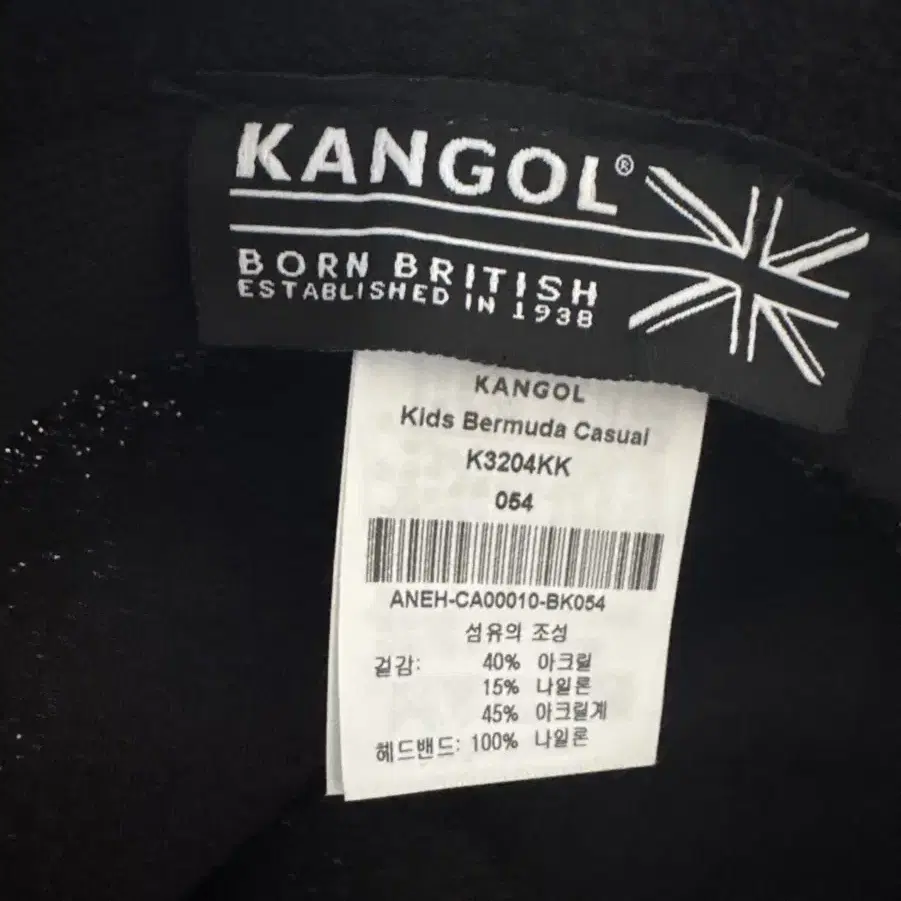 KANGOL®
BORN BRITISH
ESTABLISHED IN 1938
KANGOL
Kids Bermuda Casual
K3204KK
054
ANEH-CA00010-BK054
섬유의 조성
겉감: 40% 아크릴
15% 나일론
45% 아크릴계
헤드밴드: 100% 나일론